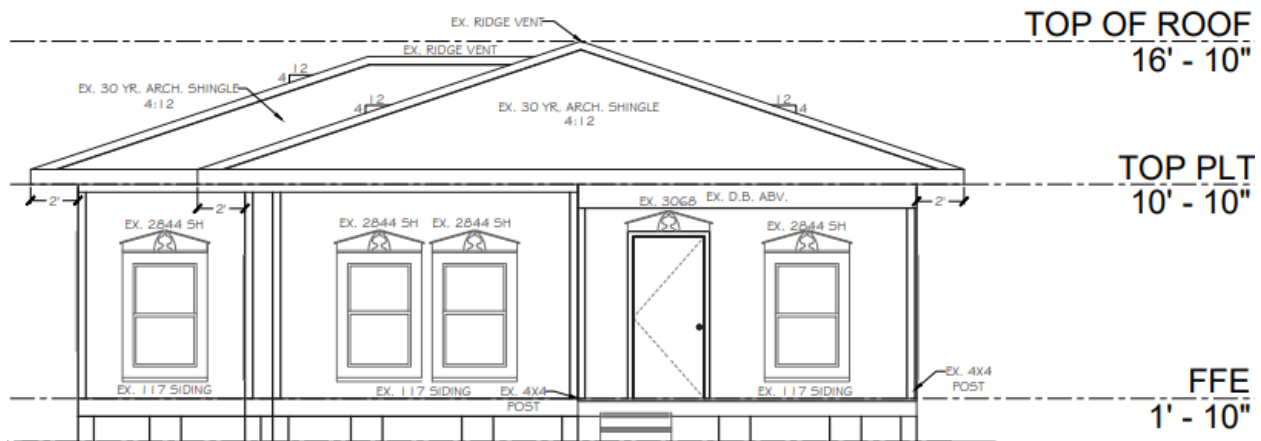 EX. RIDGE VENT
TOP OF ROOF
16' - 10"
EX. RIDGE VENT
12
4
EX. 30 YR. ARCH. SHINGLE
4:12
12
4
EX. 30 YR. ARCH. SHINGLE
4:12
12
4
TOP PLT
10' - 10"
2'
2'
2'
EX. 3068
EX. D.B. ABV.
EX. 2844 SH
EX. 2844 SH
EX. 2844 SH
EX. 2844 SH
EX. 117 SIDING
EX. 117 SIDING
EX. 4X4
POST
EX. 117 SIDING
EX. 4X4
POST
FFE
1' - 10"